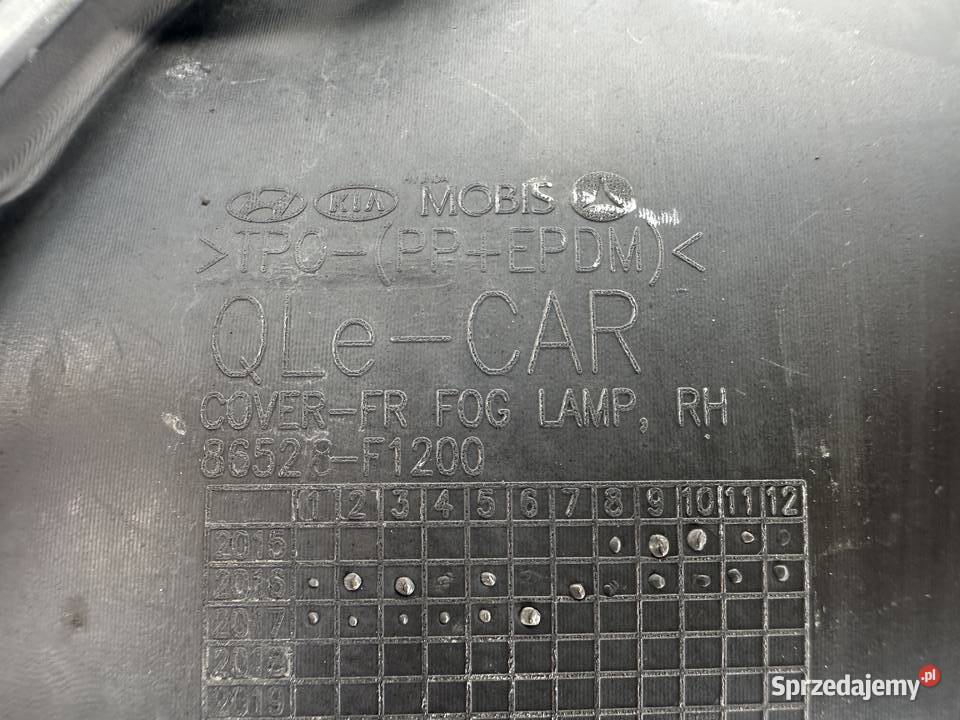 KIA MOBIS
>TPO-(PP+EPDM)<
QLe-CAR
COVER-FR FOG LAMP, RH
86528-F1200
1 2 3 4 5 6 7 8 9 10 11 12
2015
2016
2017
2018
2019
Sprzedajemy.pl